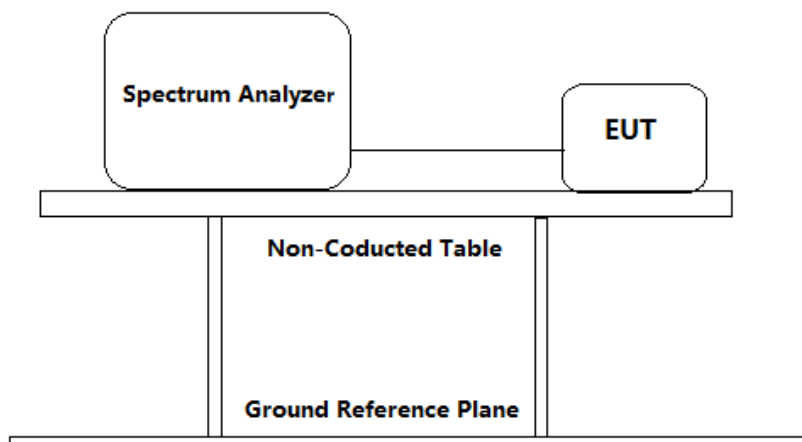 Spectrum Analyzer
EUT
Non-Coducted Table
Ground Reference Plane